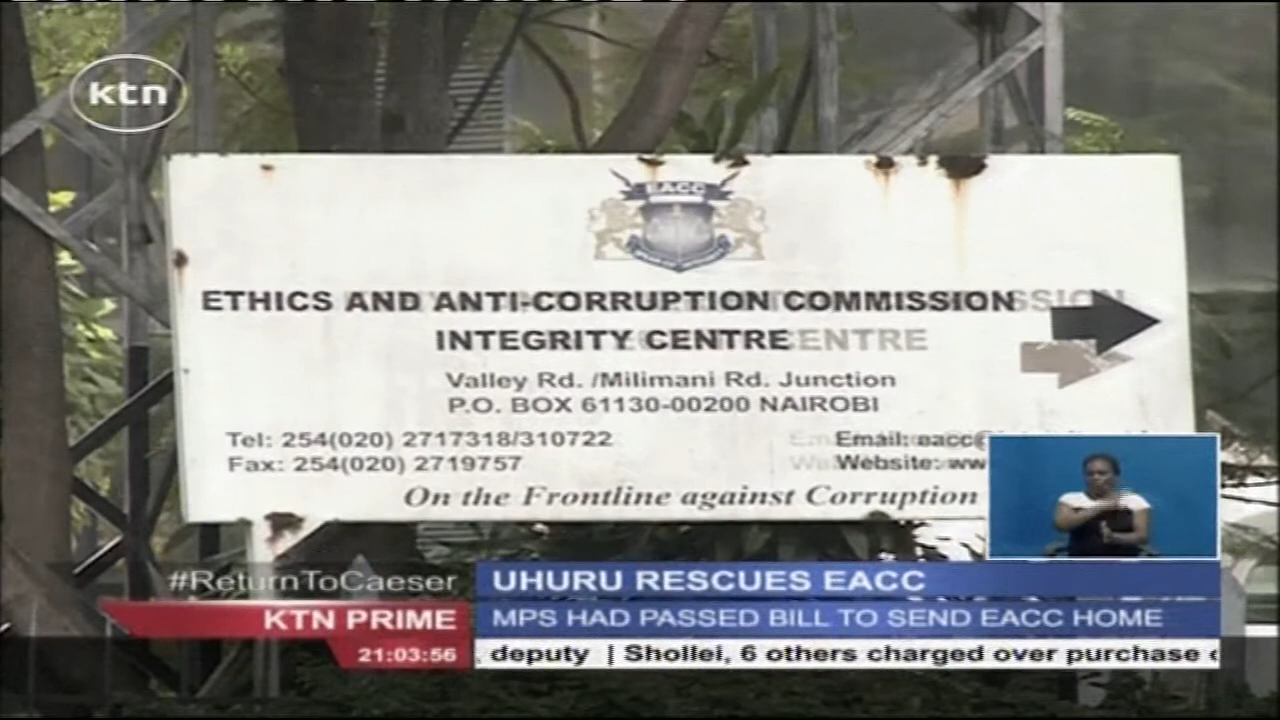 ktn
EACC
ETHICS AND ANTI-CORRUPTION COMMISSION
INTEGRITY CENTRE
Valley Rd. /Milimani Rd. Junction
P.O. BOX 61130-00200 NAIROBI
Tel: 254(020) 2717318/310722
Email: eacc@
Fax: 254(020) 2719757
Website: ww
On the Frontline against Corruption
#ReturnToCaeser
UHURU RESCUES EACC
KTN PRIME
MPS HAD PASSED BILL TO SEND EACC HOME
21:03:56
deputy | Shollei, 6 others charged over purchase